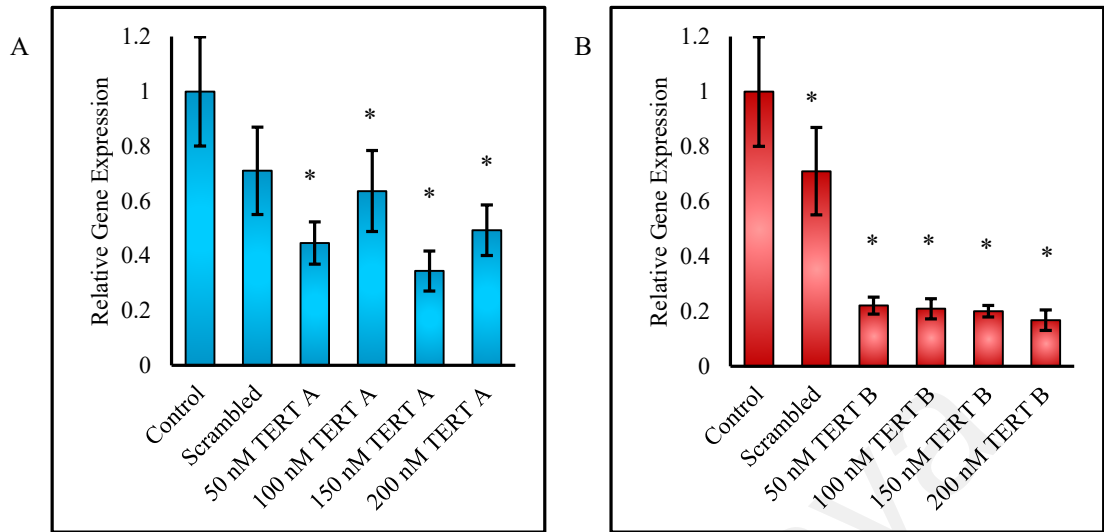 A
Relative Gene Expression
1.2
1
0.8
0.6
0.4
0.2
0
*
*
*
*
Control
Scrambled
50 nM TERT A
100 nM TERT A
150 nM TERT A
200 nM TERT A
B
Relative Gene Expression
1.2
1
0.8
0.6
0.4
0.2
0
*
*
*
*
*
Control
Scrambled
50 nM TERT B
100 nM TERT B
150 nM TERT B
200 nM TERT B